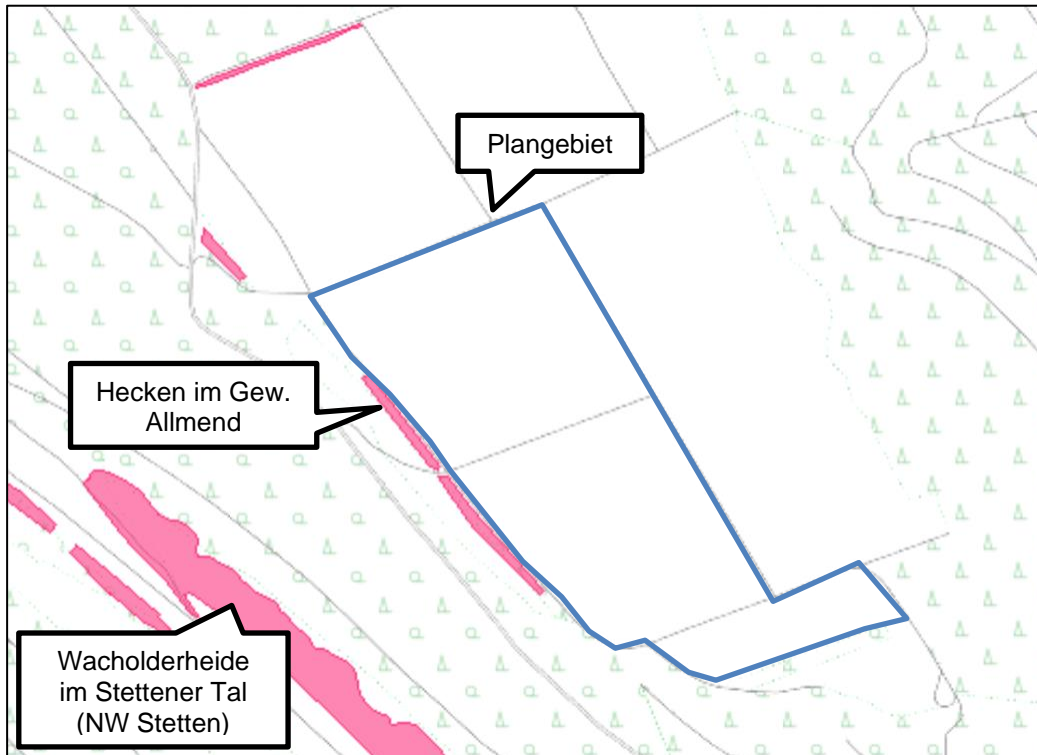 Plangebiet
Hecken im Gew.
Allmend
Wacholderheide
im Stettener Tal
(NW Stetten)